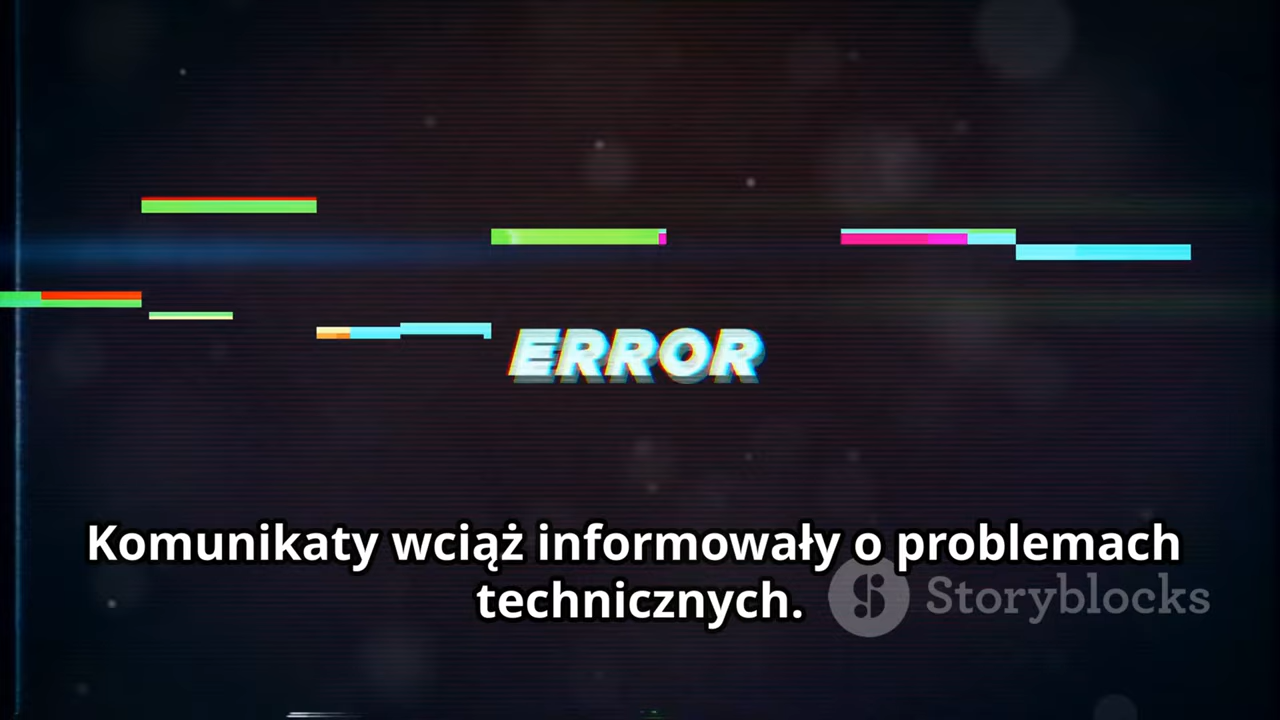 ERROR
Komunikaty wciąż informowały o problemach
technicznych.
Storyblocks